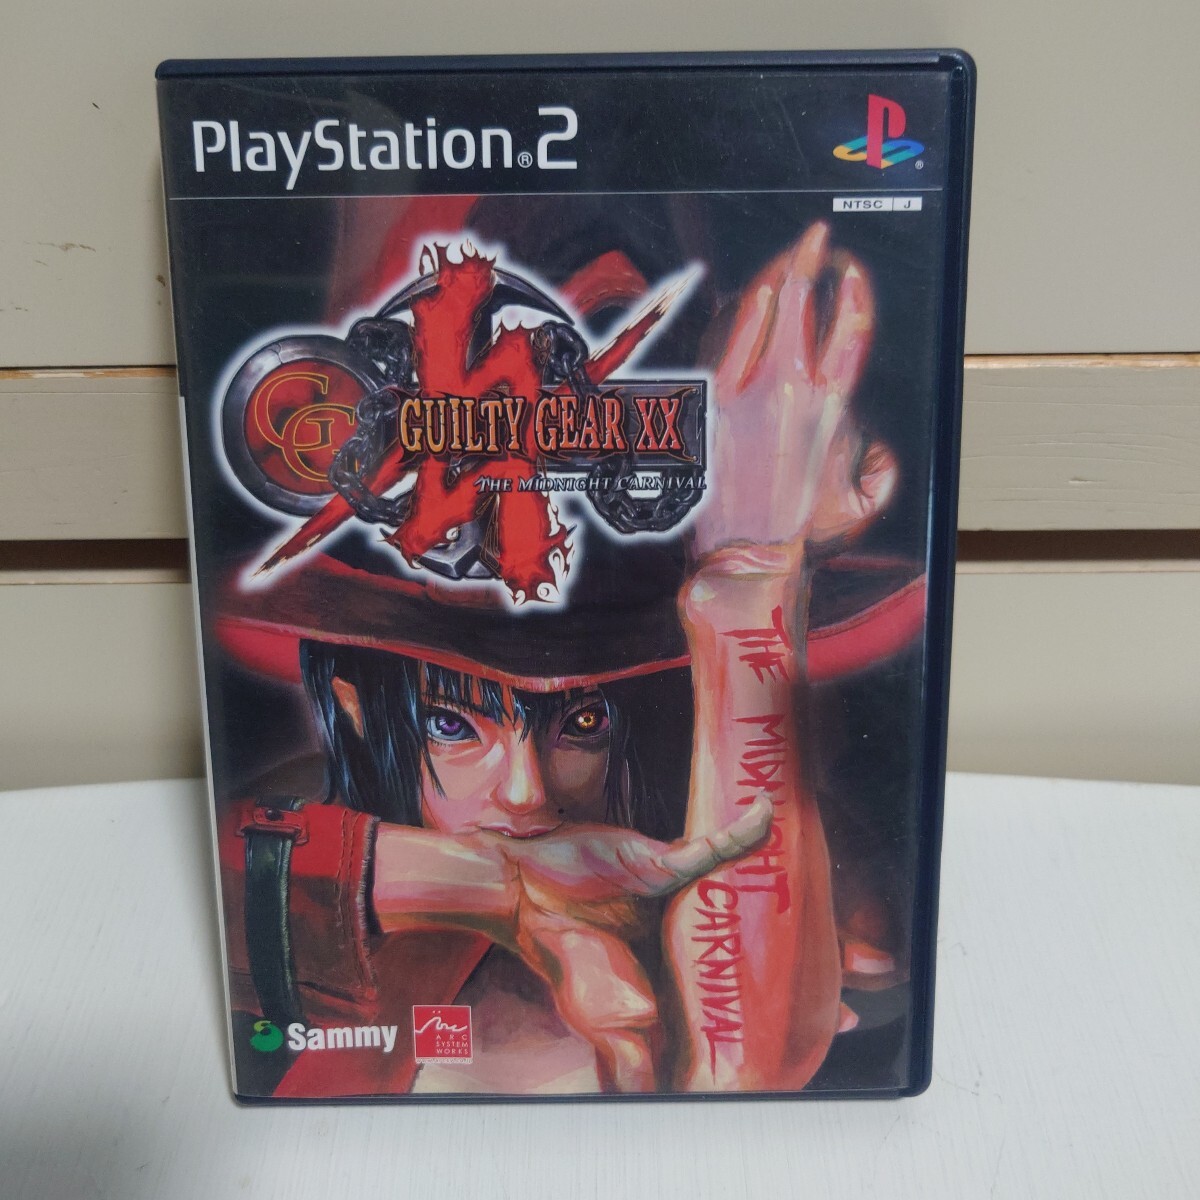 PlayStation®2
®
NTSC J
GG
GUILTY GEAR XX
THE MIDNIGHT CARNIVAL
THE MIDNIGHT CARNIVAL
Sammy
ARC
SYSTEM
WORKS